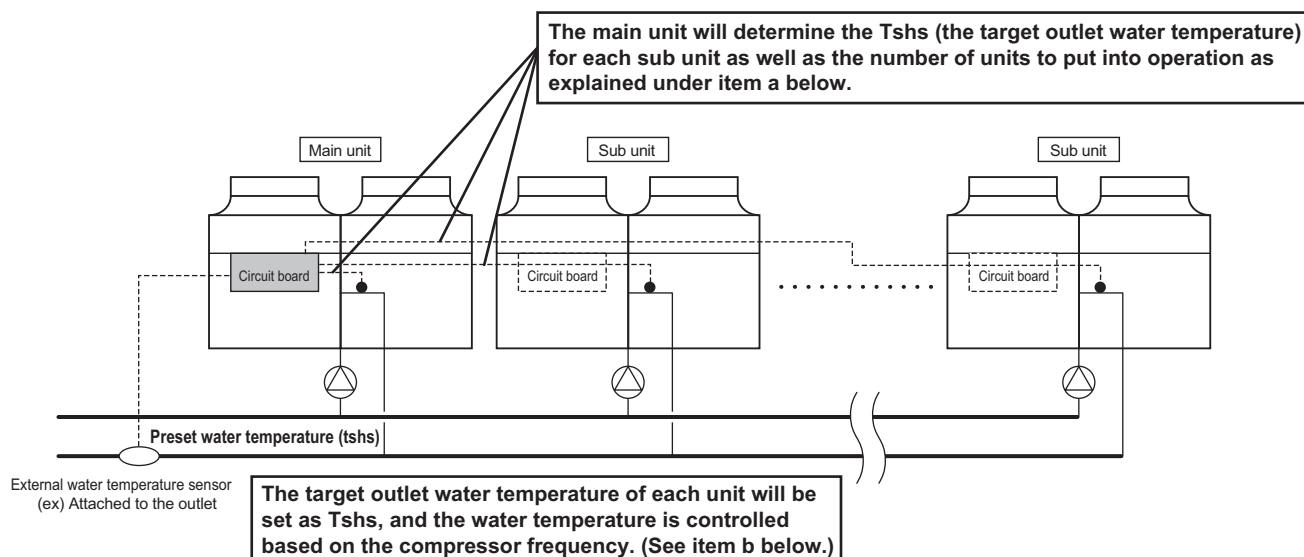 The main unit will determine the Tshs (the target outlet water temperature)
for each sub unit as well as the number of units to put into operation as
explained under item a below.
Main unit
Sub unit
Sub unit
Circuit board
Circuit board
Circuit board
Preset water temperature (tshs)
External water temperature sensor
(ex) Attached to the outlet
The target outlet water temperature of each unit will be
set as Tshs, and the water temperature is controlled
based on the compressor frequency. (See item b below.)